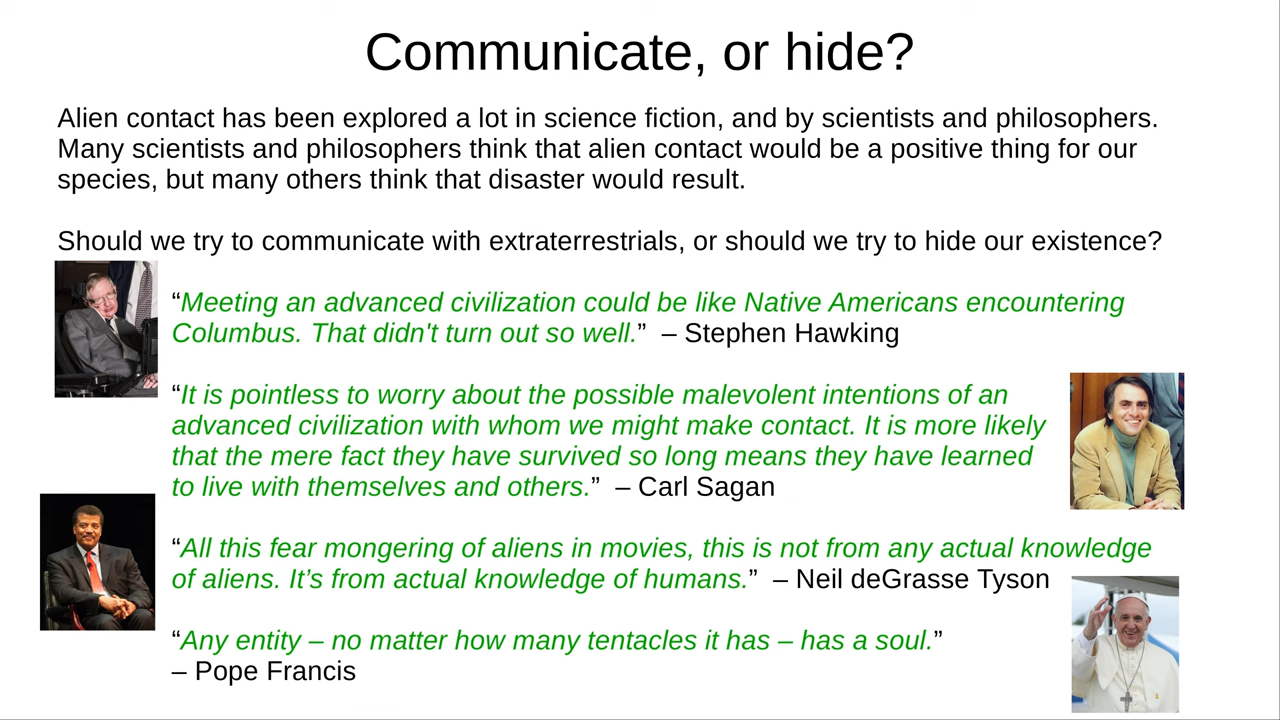 Communicate, or hide?
Alien contact has been explored a lot in science fiction, and by scientists and philosophers.
Many scientists and philosophers think that alien contact would be a positive thing for our
species, but many others think that disaster would result.
Should we try to communicate with extraterrestrials, or should we try to hide our existence?
“Meeting an advanced civilization could be like Native Americans encountering
Columbus. That didn't turn out so well.”  – Stephen Hawking
“It is pointless to worry about the possible malevolent intentions of an
advanced civilization with whom we might make contact. It is more likely
that the mere fact they have survived so long means they have learned
to live with themselves and others.”  – Carl Sagan
“All this fear mongering of aliens in movies, this is not from any actual knowledge
of aliens. It’s from actual knowledge of humans.”  – Neil deGrasse Tyson
“Any entity – no matter how many tentacles it has – has a soul.”
– Pope Francis